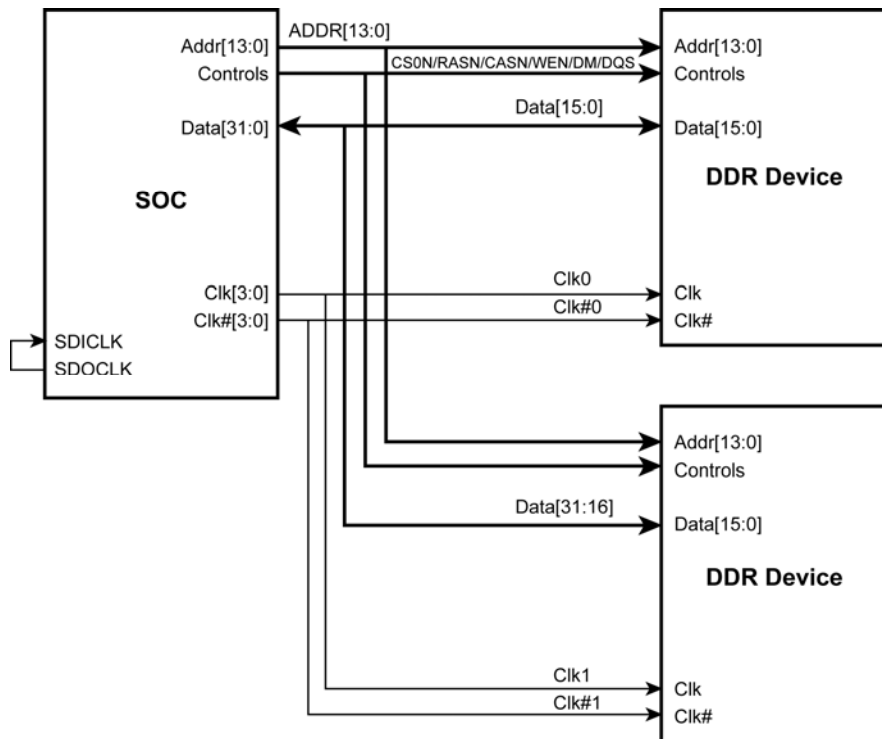 ADDR[13:0]
Addr[13:0]
Controls
Data[31:0]
SOC
Clk[3:0]
Clk#[3:0]
SDICLK
SDOCLK
CS0N/RASN/CASN/WEN/DM/DQS
Data[15:0]
Clk0
Clk#0
Addr[13:0]
Controls
Data[15:0]
DDR Device
Clk
Clk#
Data[31:16]
Clk1
Clk#1
Addr[13:0]
Controls
Data[15:0]
DDR Device
Clk
Clk#